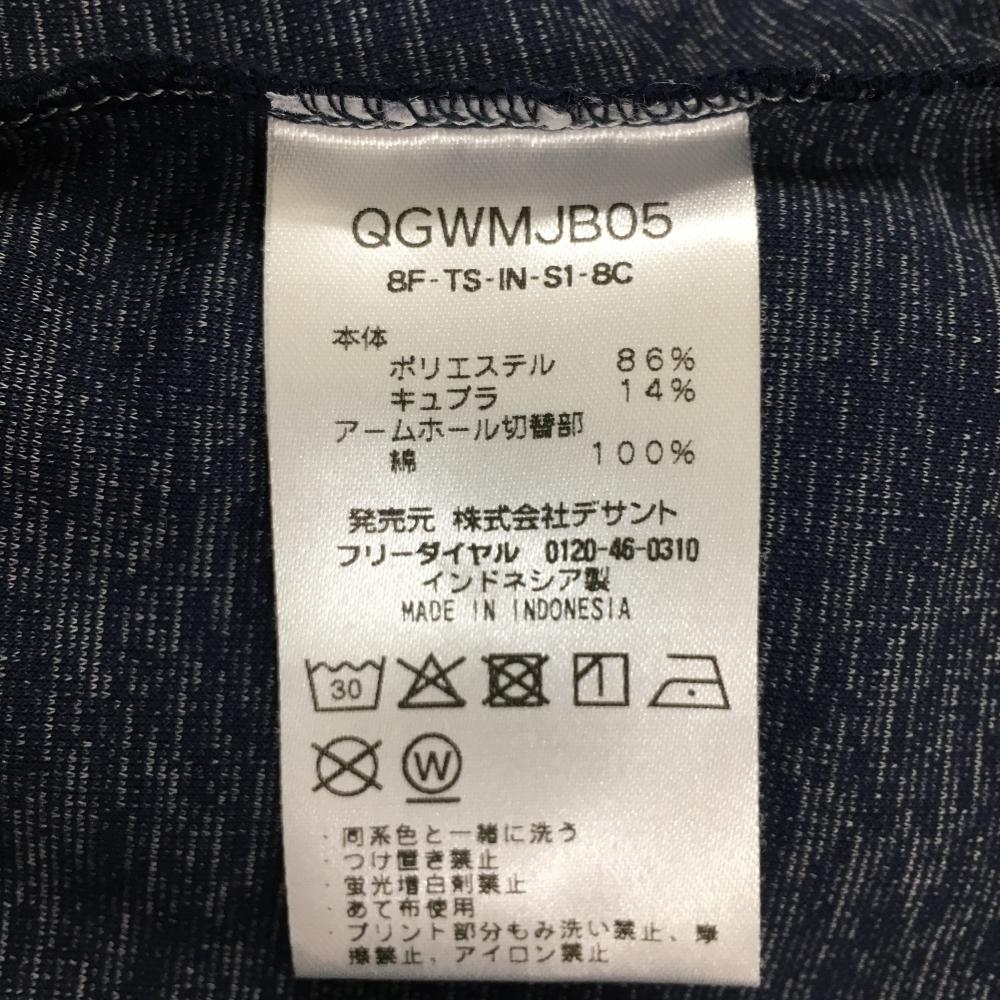 QGWMJB05
8F-TS-IN-S1-8C
本体
ポリエステル 86%
キュプラ 14%
アームホール切替部
綿 100%
発売元 株式会社デサント
フリーダイヤル 0120-46-0310
インドネシア製
MADE IN INDONESIA
30
W
・同系色と一緒に洗う
・つけ置き禁止
・蛍光増白剤禁止
・あて布使用
・プリント部分もみ洗い禁止、摩
擦禁止、アイロン禁止